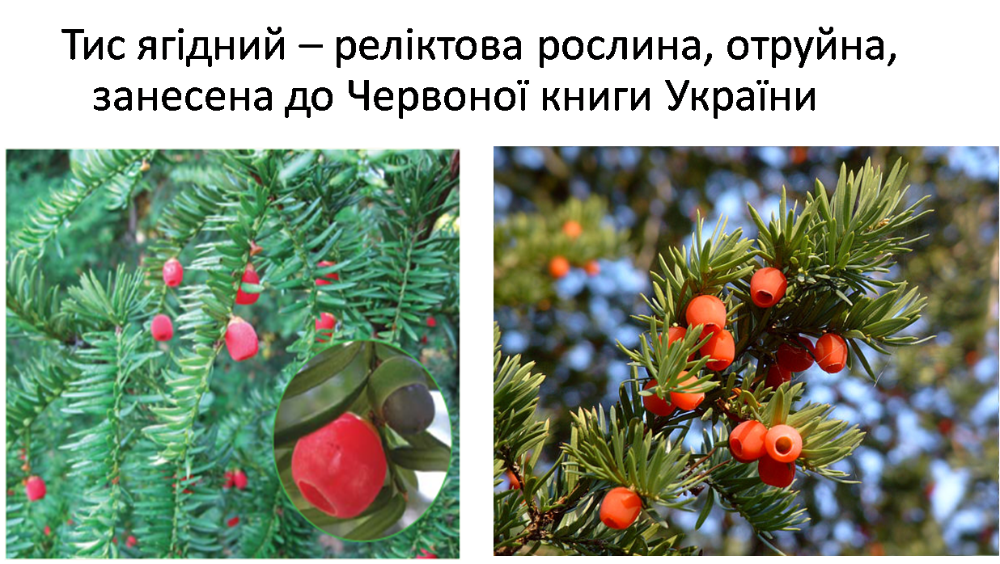 Тис ягідний – реліктова рослина, отруйна,
занесена до Червоної книги України